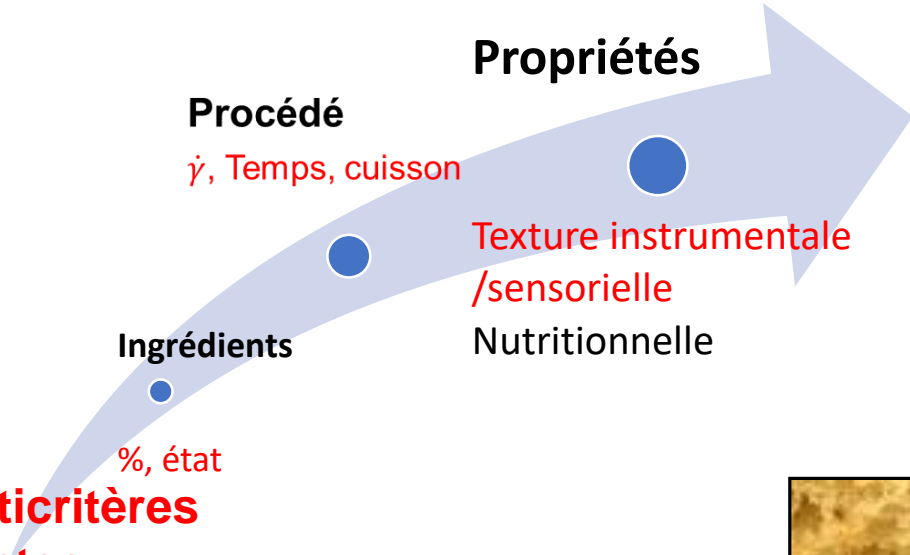 Propriétés
Procédé
γ̇, Temps, cuisson
Texture instrumentale
/sensorielle
Nutritionnelle
Ingrédients
%, état
ticritères